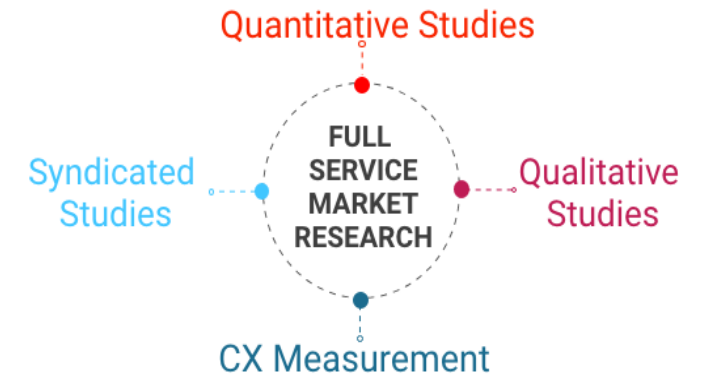 Quantitative Studies
FULL
SERVICE
MARKET
RESEARCH
Syndicated
Studies
Qualitative
Studies
CX Measurement